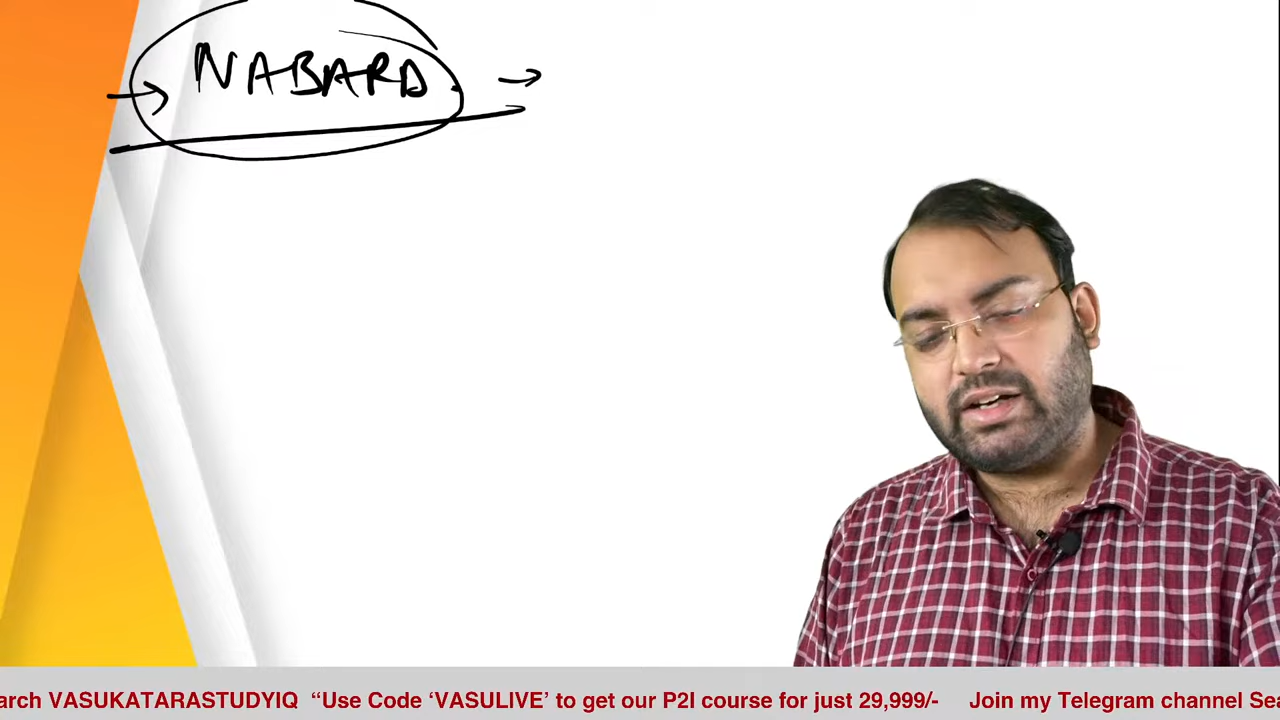 NABARD
arch VASUKATARASTUDYIQ “Use Code ‘VASULIVE’ to get our P2I course for just 29,999/- Join my Telegram channel Sea